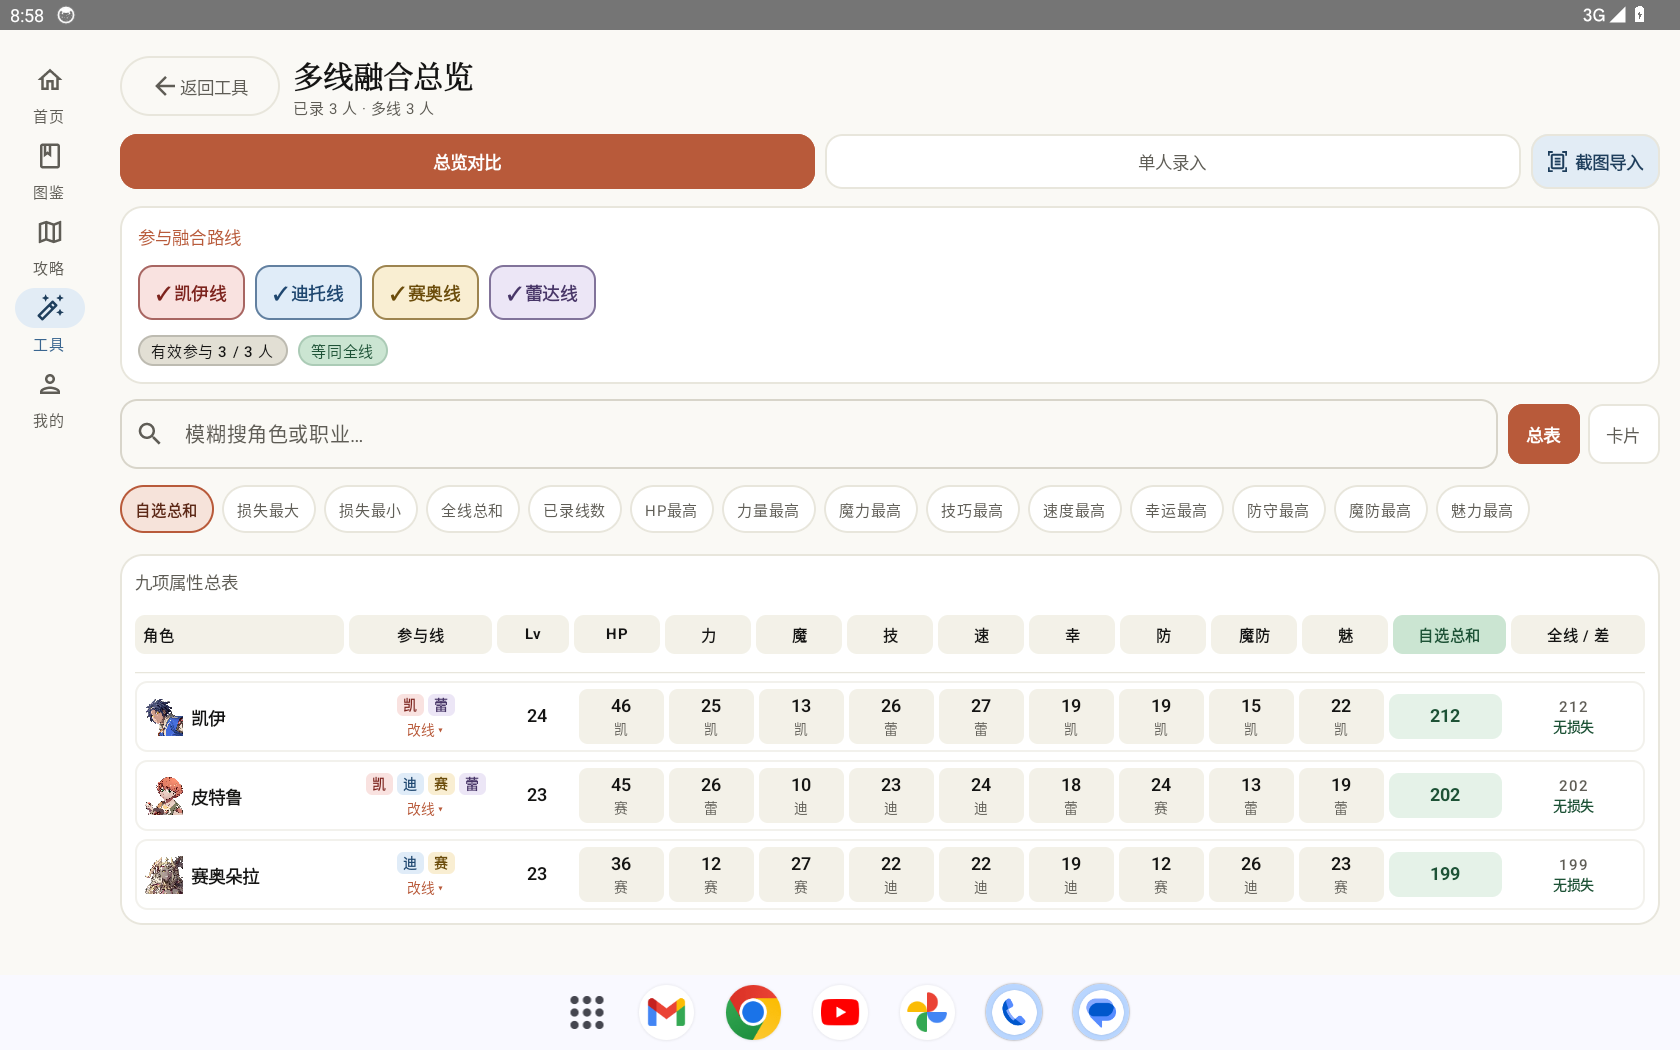 8:58
3G
首页
图鉴
攻略
工具
我的
返回工具
多线融合总览
已录 3 人 · 多线 3 人
总览对比
单人录入
截图导入
参与融合路线
✓凯伊线
✓迪托线
✓赛奥线
✓蕾达线
有效参与 3 / 3 人
等同全线
模糊搜角色或职业...
总表
卡片
自选总和
损失最大
损失最小
全线总和
已录线数
HP最高
力量最高
魔力最高
技巧最高
速度最高
幸运最高
防守最高
魔防最高
魅力最高
九项属性总表
角色 参与线 Lv HP 力 魔 技 速 幸 防 魔防 魅 自选总和 全线 / 差
凯伊 凯 蕾 24 46 25 13 26 27 19 19 15 22 212 212
改线▾ 凯 凯 凯 蕾 蕾 凯 凯 凯 凯 无损失
皮特鲁 凯 迪 赛 蕾 23 45 26 10 23 24 18 24 13 19 202 202
改线▾ 赛 蕾 迪 迪 迪 蕾 赛 蕾 蕾 无损失
赛奥朵拉 迪 赛 23 36 12 27 22 22 19 12 26 23 199 199
改线▾ 赛 赛 赛 迪 迪 迪 赛 迪 赛 无损失